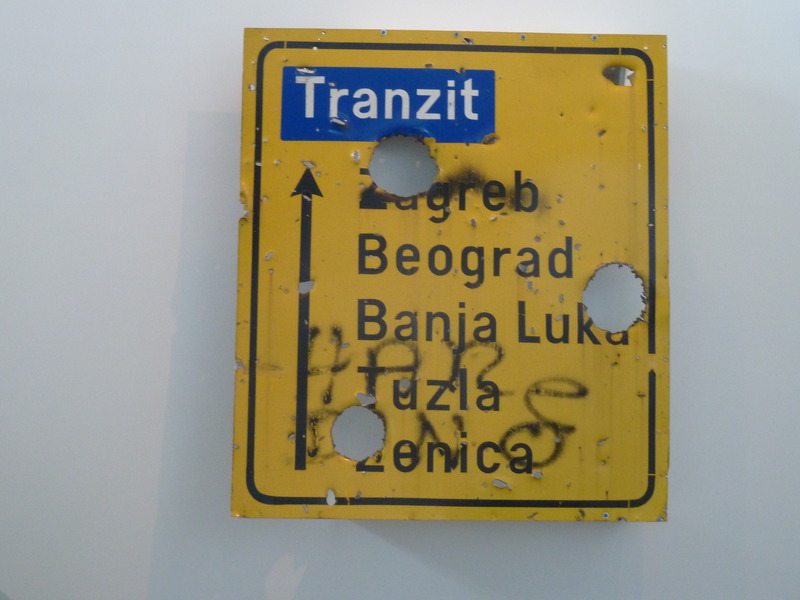 Tranzit
Zagreb
Beograd
Banja Luka
Tuzla
Zenica